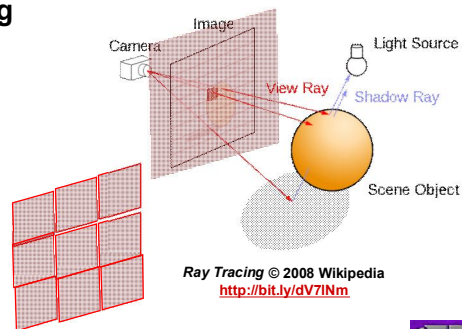 g
Image
Camera
Light Source
View Ray
Shadow Ray
Scene Object
Ray Tracing © 2008 Wikipedia
http://bit.ly/dV7lNm